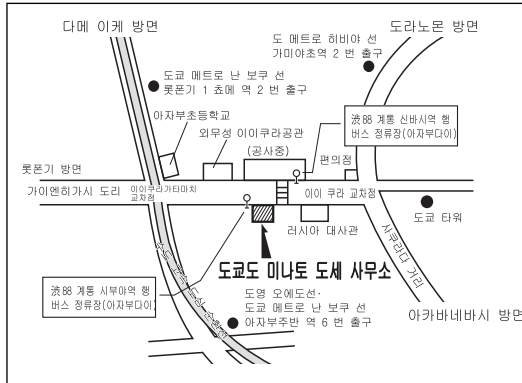 다메 이케 방면
도라노몬 방면
도 메트로 히비야 선
가미야초역 2 번 출구
도쿄 메트로 난 보쿠 선
롯폰기 1 쵸메 역 2 번 출구
아자부초등학교
외무성 이이쿠라공관
(공사중)
편의점
渋88 계통 신바시역 행
버스 정류장(아자부다이)
롯폰기 방면
가이엔히가시 도리
이이쿠라가타마치
교차점
이이 쿠라 교차점
도쿄 타워
러시아 대사관
사쿠라다 거리
도쿄도 미나토 도세 사무소
渋88 계통 시부야역 행
버스 정류장(아자부다이)
도영 오에도선·
도쿄 메트로 난 보쿠 선
아자부주반 역 6 번 출구
아카바네바시 방면